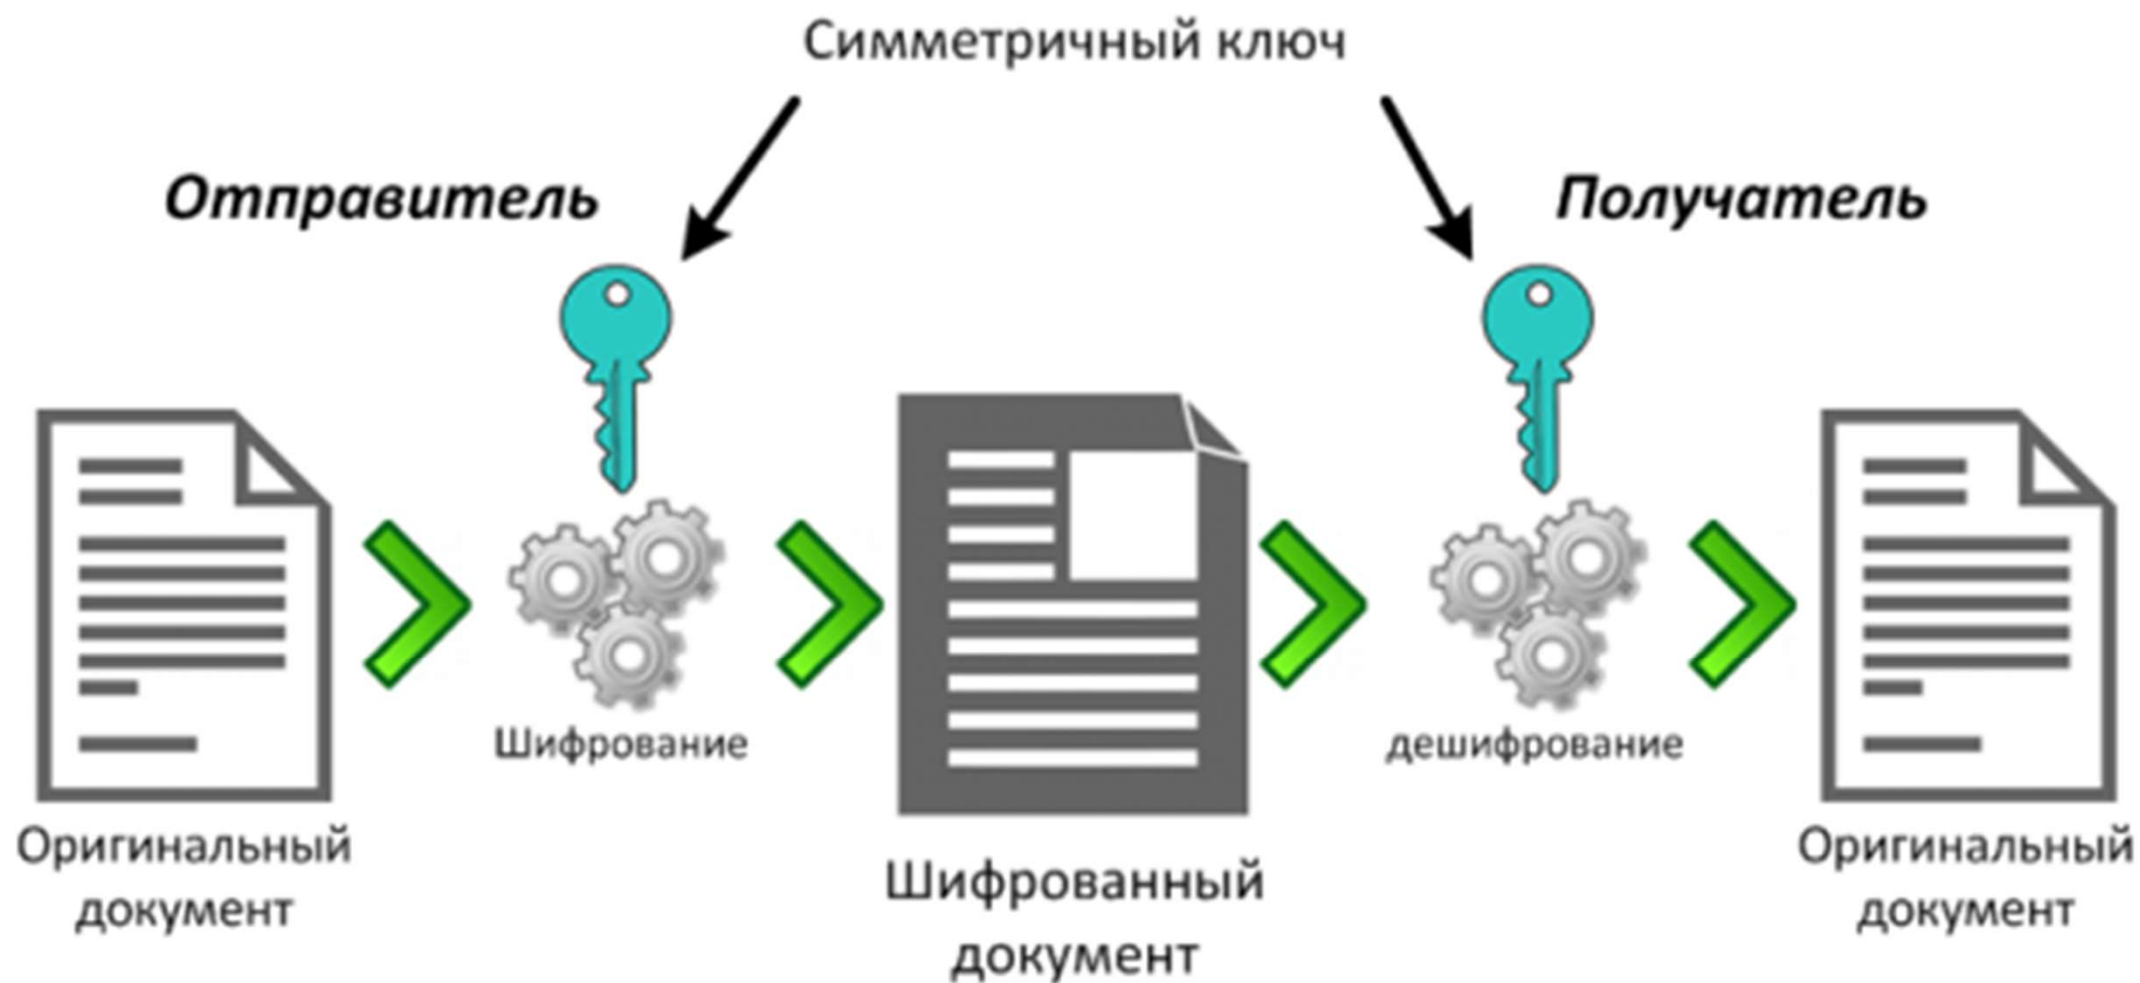 Симметричный ключ
Отправитель
Получатель
Шифрование
дешифрование
Оригинальный
документ
Шифрованный
документ
Оригинальный
документ